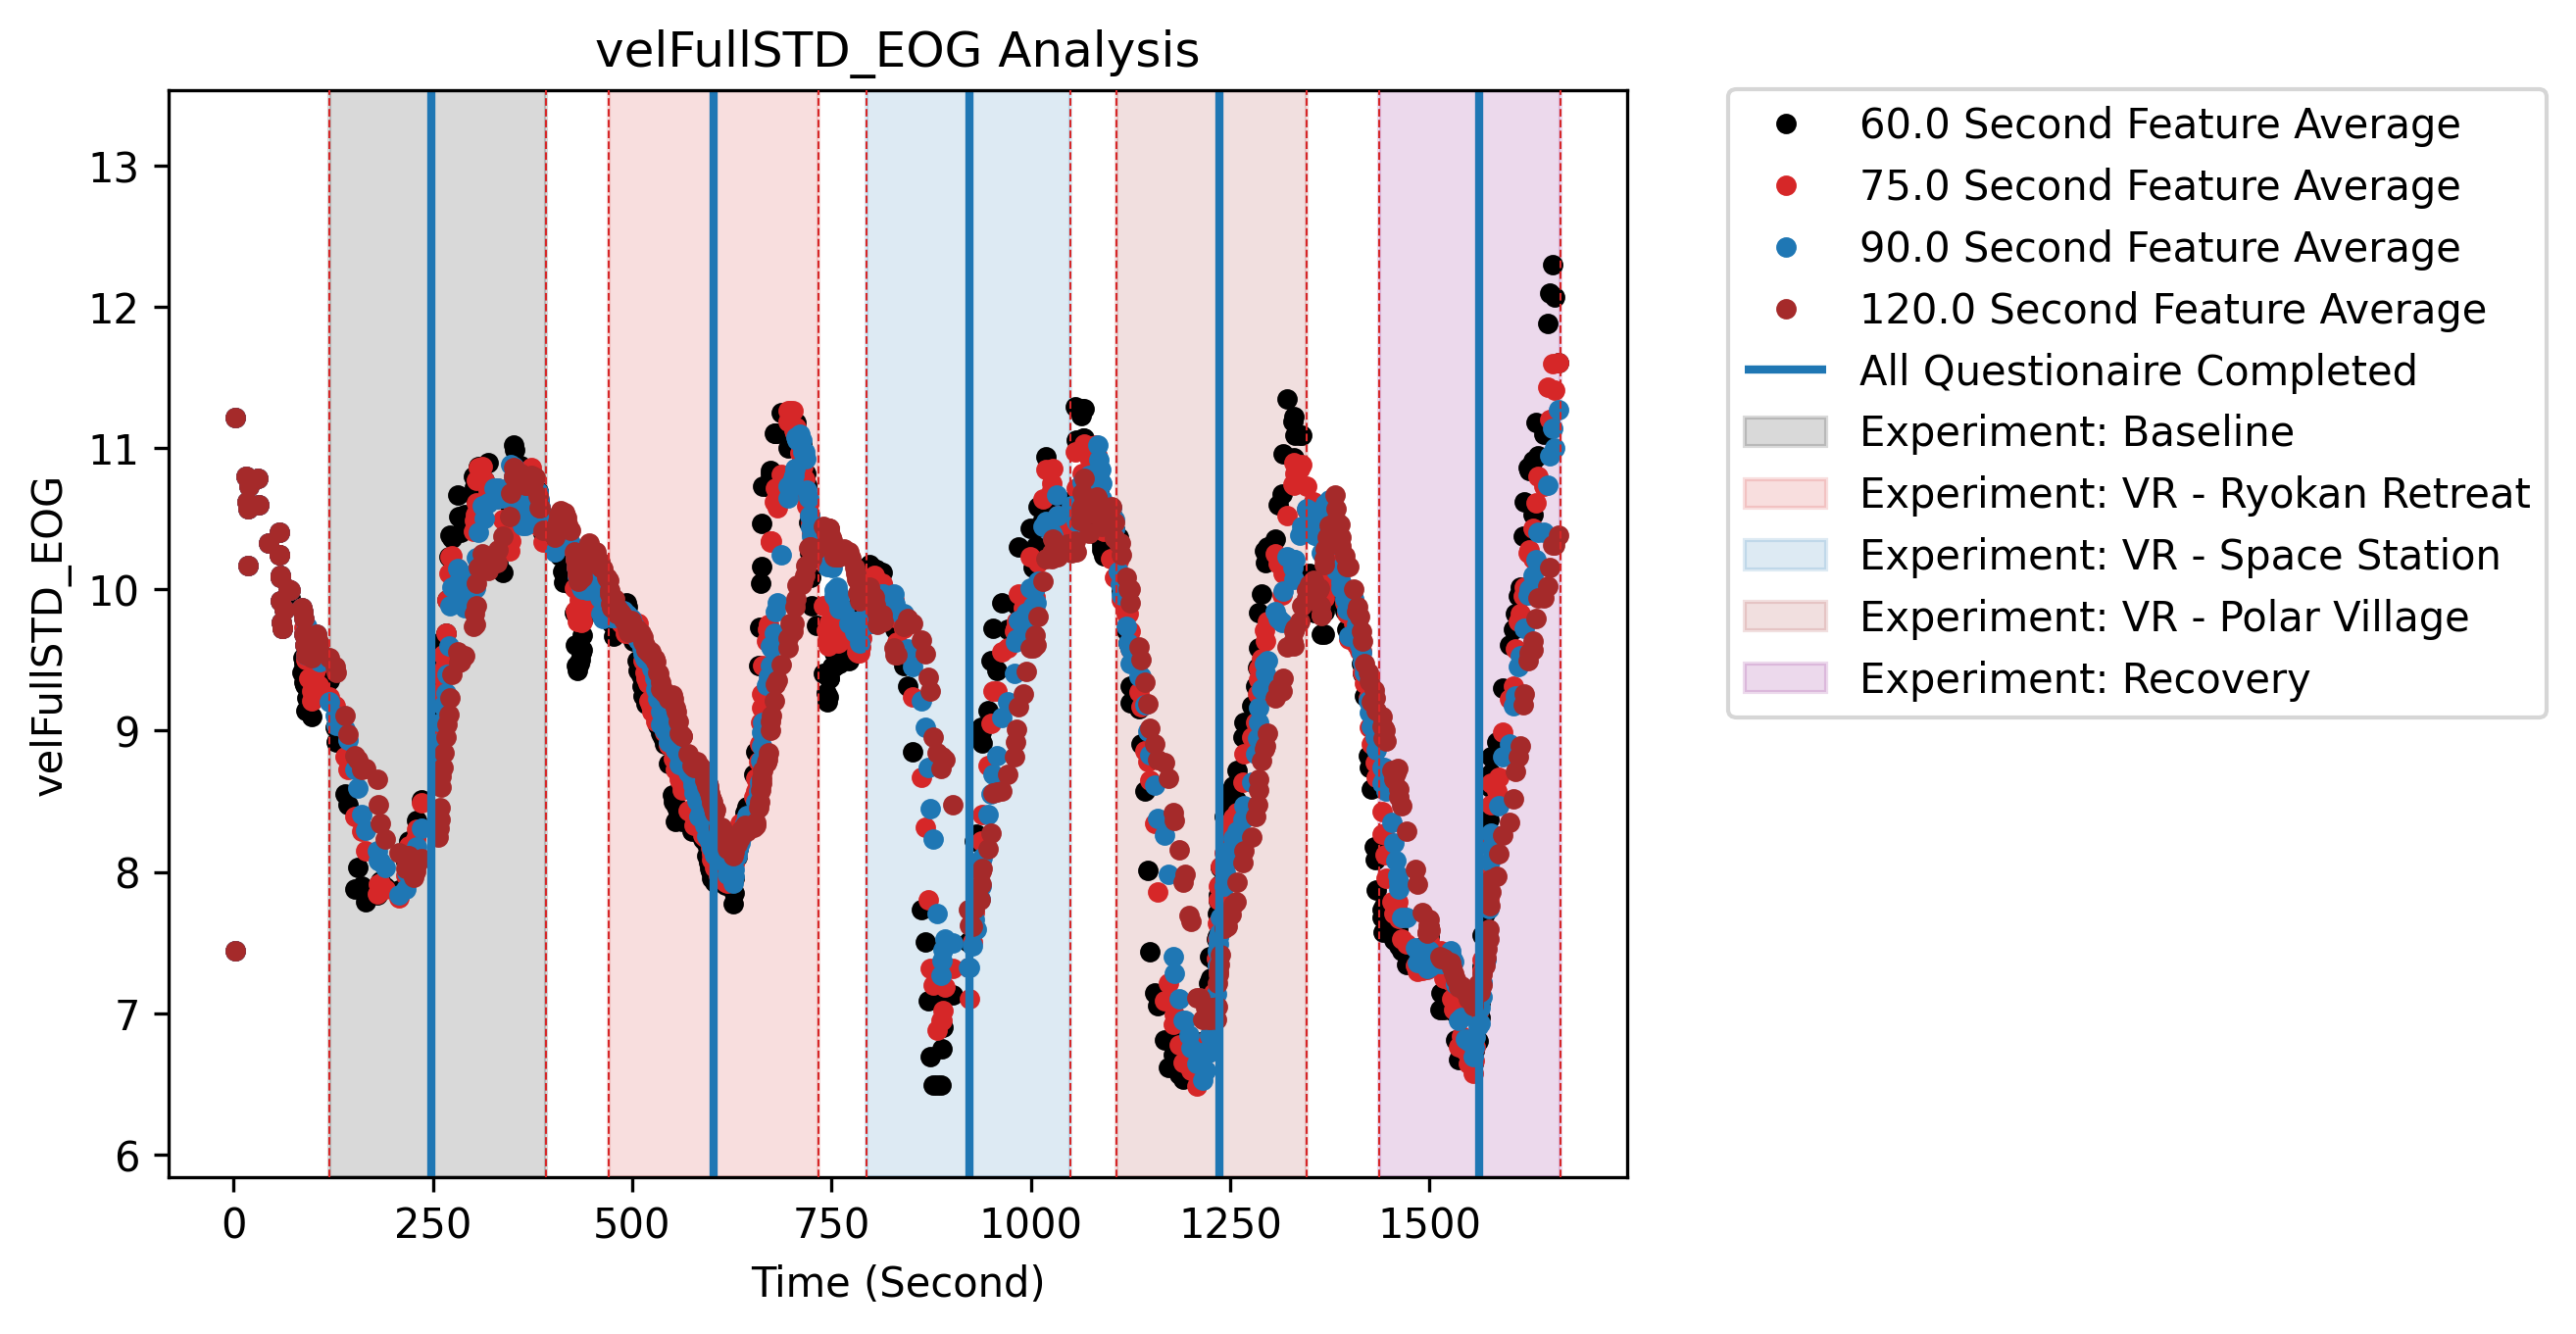 velFullSTD_EOG Analysis
velFullSTD_EOG
13
12
11
10
9
8
7
6
0 250 500 750 1000 1250 1500
Time (Second)
60.0 Second Feature Average
75.0 Second Feature Average
90.0 Second Feature Average
120.0 Second Feature Average
All Questionaire Completed
Experiment: Baseline
Experiment: VR - Ryokan Retreat
Experiment: VR - Space Station
Experiment: VR - Polar Village
Experiment: Recovery